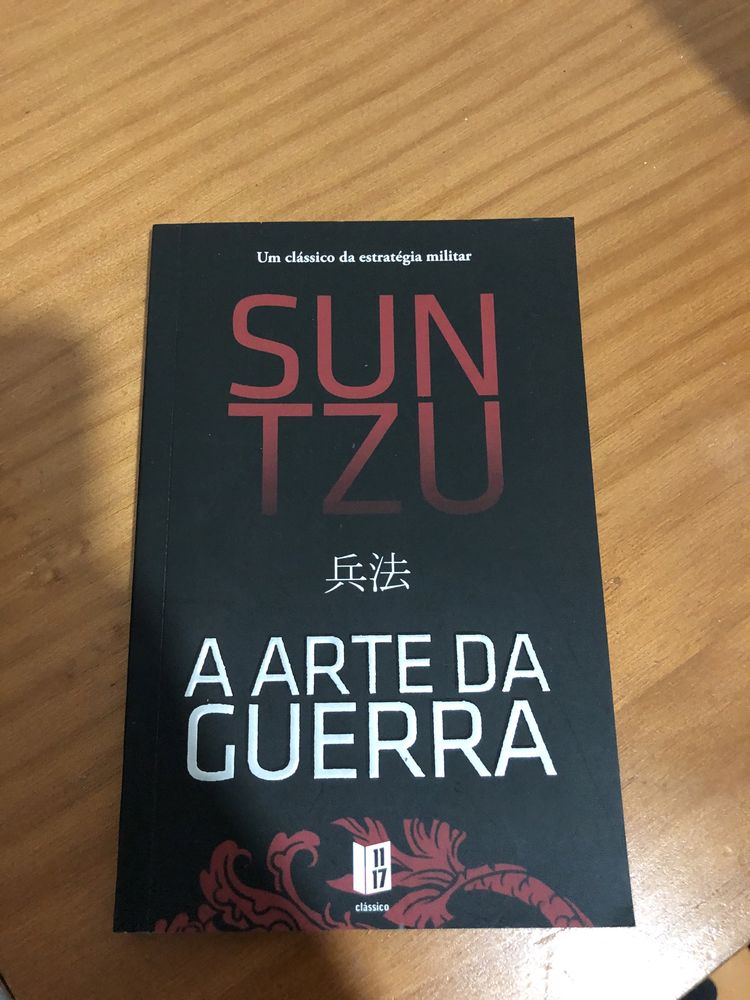 Um clássico da estratégia militar
SUN
TZU
兵法
A ARTE DA
GUERRA
11
17
clássico